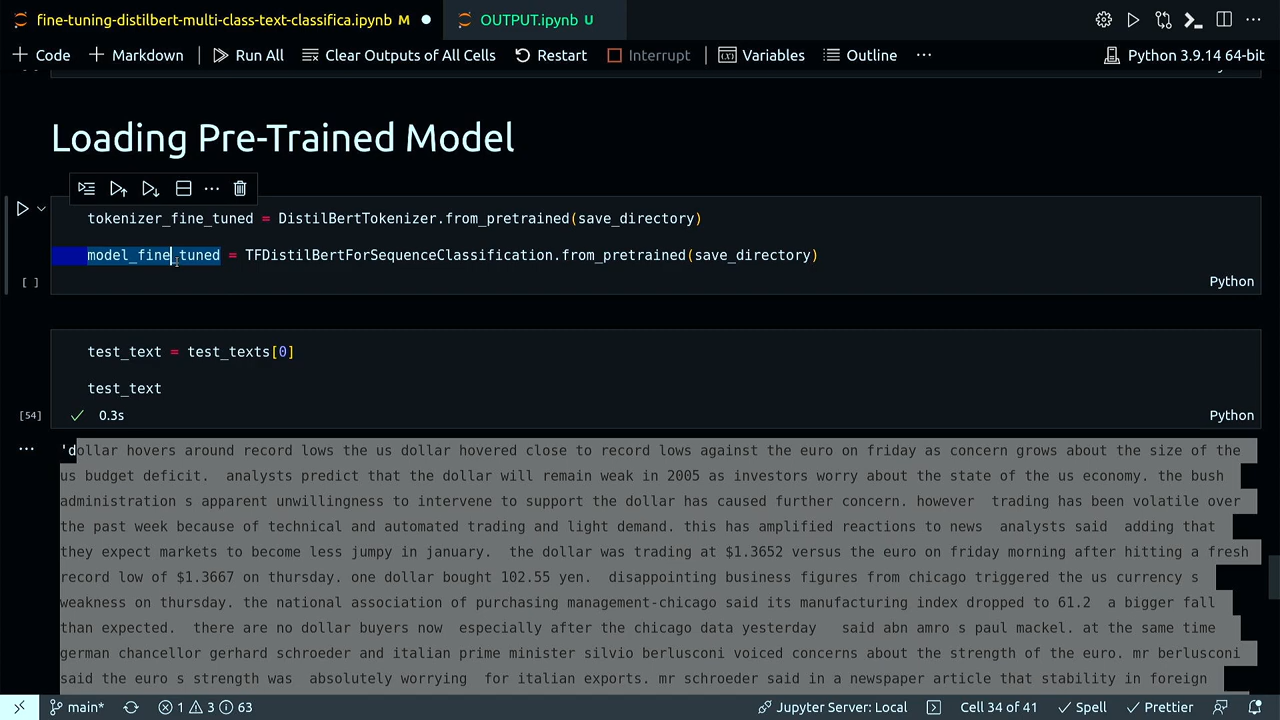 fine-tuning-distilbert-multi-class-text-classifica.ipynb M
OUTPUT.ipynb U
Code
Markdown
Run All
Clear Outputs of All Cells
Restart
Interrupt
Variables
Outline
Python 3.9.14 64-bit
Loading Pre-Trained Model
tokenizer_fine_tuned = DistilBertTokenizer.from_pretrained(save_directory)
model_fine_tuned = TFDistilBertForSequenceClassification.from_pretrained(save_directory)
[ ]
Python
test_text = test_texts[0]
test_text
[54]
0.3s
Python
'dollar hovers around record lows the us dollar hovered close to record lows against the euro on friday as concern grows about the size of the
us budget deficit.  analysts predict that the dollar will remain weak in 2005 as investors worry about the state of the us economy. the bush
administration s apparent unwillingness to intervene to support the dollar has caused further concern. however  trading has been volatile over
the past week because of technical and automated trading and light demand. this has amplified reactions to news  analysts said  adding that
they expect markets to become less jumpy in january.  the dollar was trading at $1.3652 versus the euro on friday morning after hitting a fresh
record low of $1.3667 on thursday. one dollar bought 102.55 yen.  disappointing business figures from chicago triggered the us currency s
weakness on thursday. the national association of purchasing management-chicago said its manufacturing index dropped to 61.2  a bigger fall
than expected.  there are no dollar buyers now  especially after the chicago data yesterday   said abn amro s paul mackel. at the same time
german chancellor gerhard schroeder and italian prime minister silvio berlusconi voiced concerns about the strength of the euro. mr berlusconi
said the euro s strength was  absolutely worrying  for italian exports. mr schroeder said in a newspaper article that stability in foreign
main*
1
3
63
Jupyter Server: Local
Cell 34 of 41
Spell
Prettier